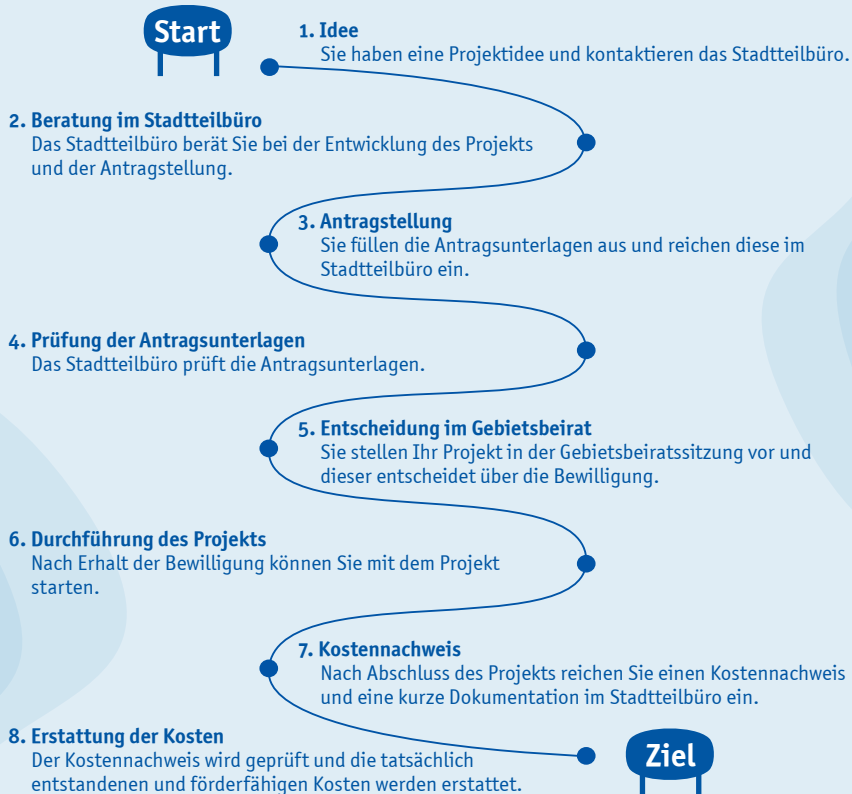 Start
1. Idee
Sie haben eine Projektidee und kontaktieren das Stadtteilbüro.
2. Beratung im Stadtteilbüro
Das Stadtteilbüro berät Sie bei der Entwicklung des Projekts
und der Antragstellung.
3. Antragstellung
Sie füllen die Antragsunterlagen aus und reichen diese im
Stadtteilbüro ein.
4. Prüfung der Antragsunterlagen
Das Stadtteilbüro prüft die Antragsunterlagen.
5. Entscheidung im Gebietsbeirat
Sie stellen Ihr Projekt in der Gebietsbeiratssitzung vor und
dieser entscheidet über die Bewilligung.
6. Durchführung des Projekts
Nach Erhalt der Bewilligung können Sie mit dem Projekt
starten.
7. Kostennachweis
Nach Abschluss des Projekts reichen Sie einen Kostennachweis
und eine kurze Dokumentation im Stadtteilbüro ein.
8. Erstattung der Kosten
Der Kostennachweis wird geprüft und die tatsächlich
entstandenen und förderfähigen Kosten werden erstattet.
Ziel